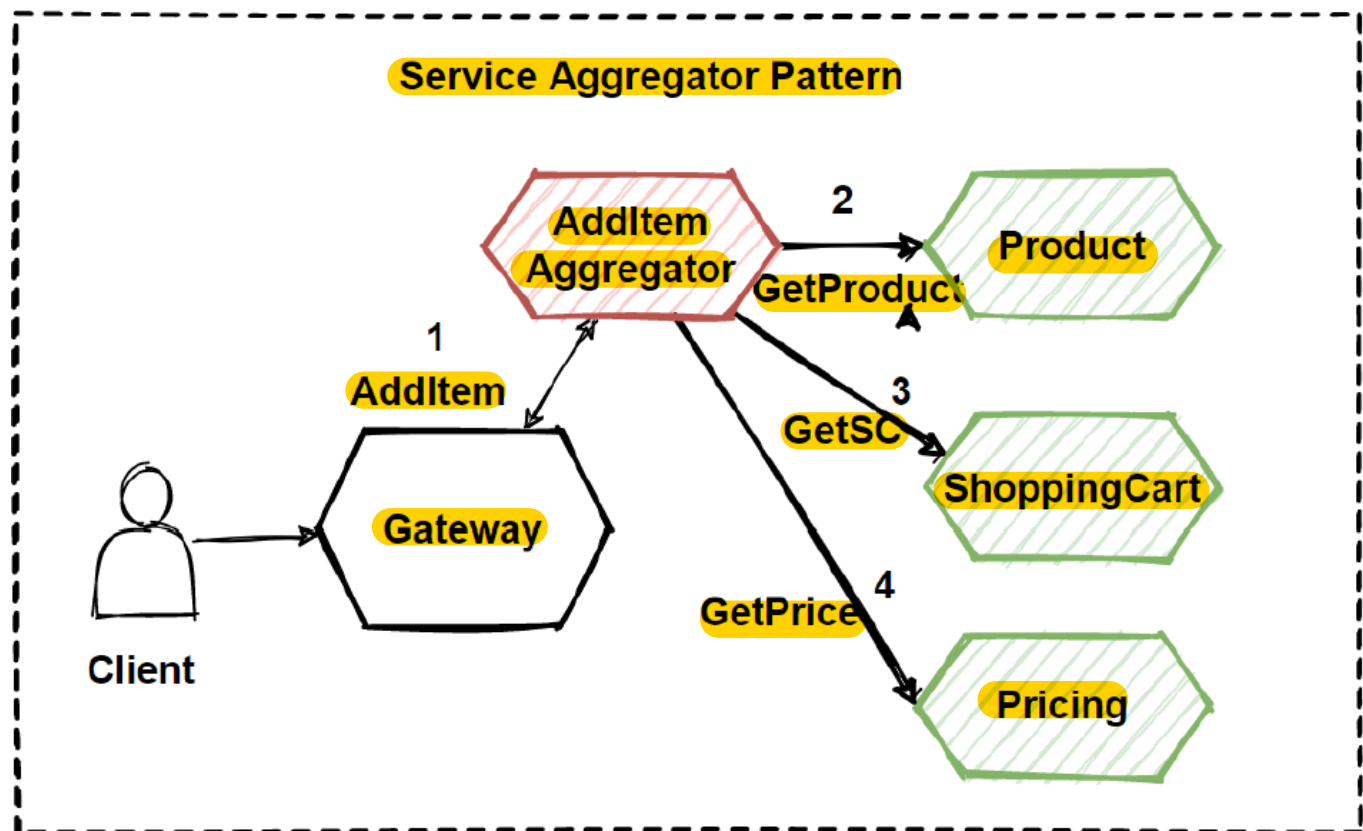 Service Aggregator Pattern
AddItem
Aggregator
2
GetProduct
Product
1
AddItem
3
GetSC
ShoppingCart
Gateway
4
GetPrice
Pricing
Client